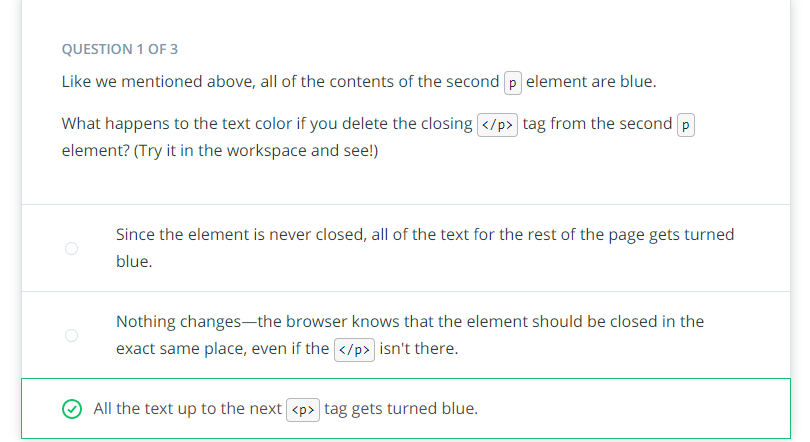 QUESTION 1 OF 3
Like we mentioned above, all of the contents of the second p element are blue.
What happens to the text color if you delete the closing </p> tag from the second p
element? (Try it in the workspace and see!)
Since the element is never closed, all of the text for the rest of the page gets turned
blue.
Nothing changes—the browser knows that the element should be closed in the
exact same place, even if the </p> isn't there.
All the text up to the next <p> tag gets turned blue.